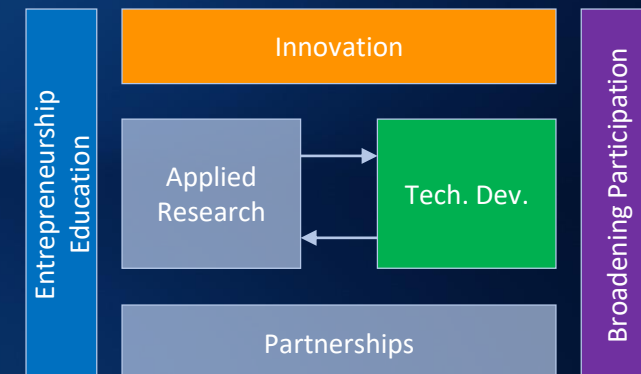 Innovation
Entrepreneurship
Education
Applied
Research
Tech. Dev.
Broadening Participation
Partnerships